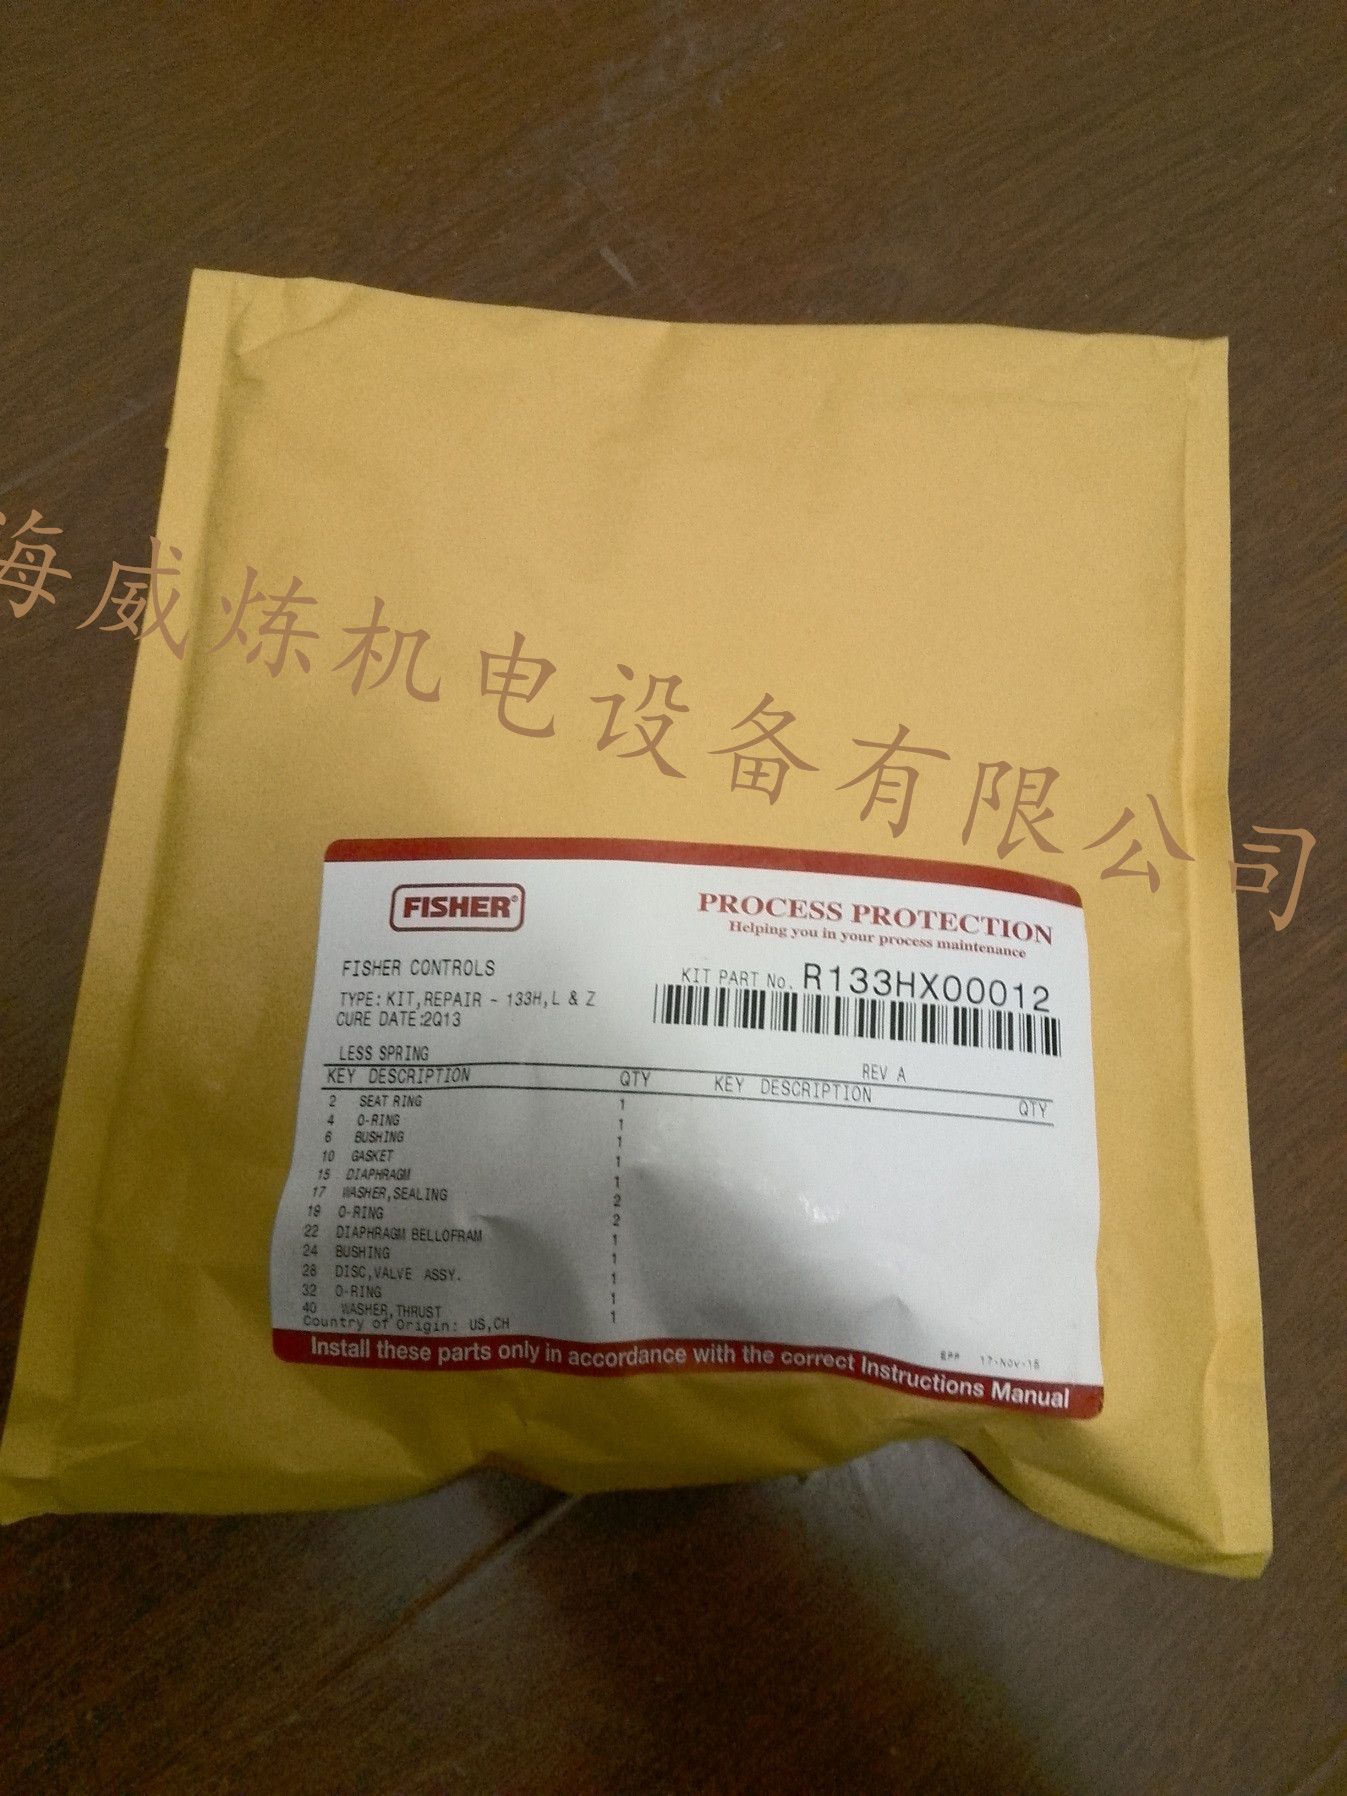 海威炼机电设备有限公司
FISHER®
PROCESS PROTECTION
Helping you in your process maintenance
FISHER CONTROLS
KIT PART No. R133HX00012
TYPE: KIT, REPAIR - 133H, L & Z
CURE DATE:2Q13
LESS SPRING
REV A
KEY DESCRIPTION QTY KEY DESCRIPTION QTY
2 SEAT RING 1
4 O-RING 1
6 BUSHING 1
10 GASKET 1
15 DIAPHRAGM 1
17 WASHER, SEALING 2
19 O-RING 2
22 DIAPHRAGM BELLOFRAM 1
24 BUSHING 1
28 DISC, VALVE ASSY. 1
32 O-RING 1
40 WASHER, THRUST 1
Country of Origin: US, CH
17-Nov-15
Install these parts only in accordance with the correct Instructions Manual